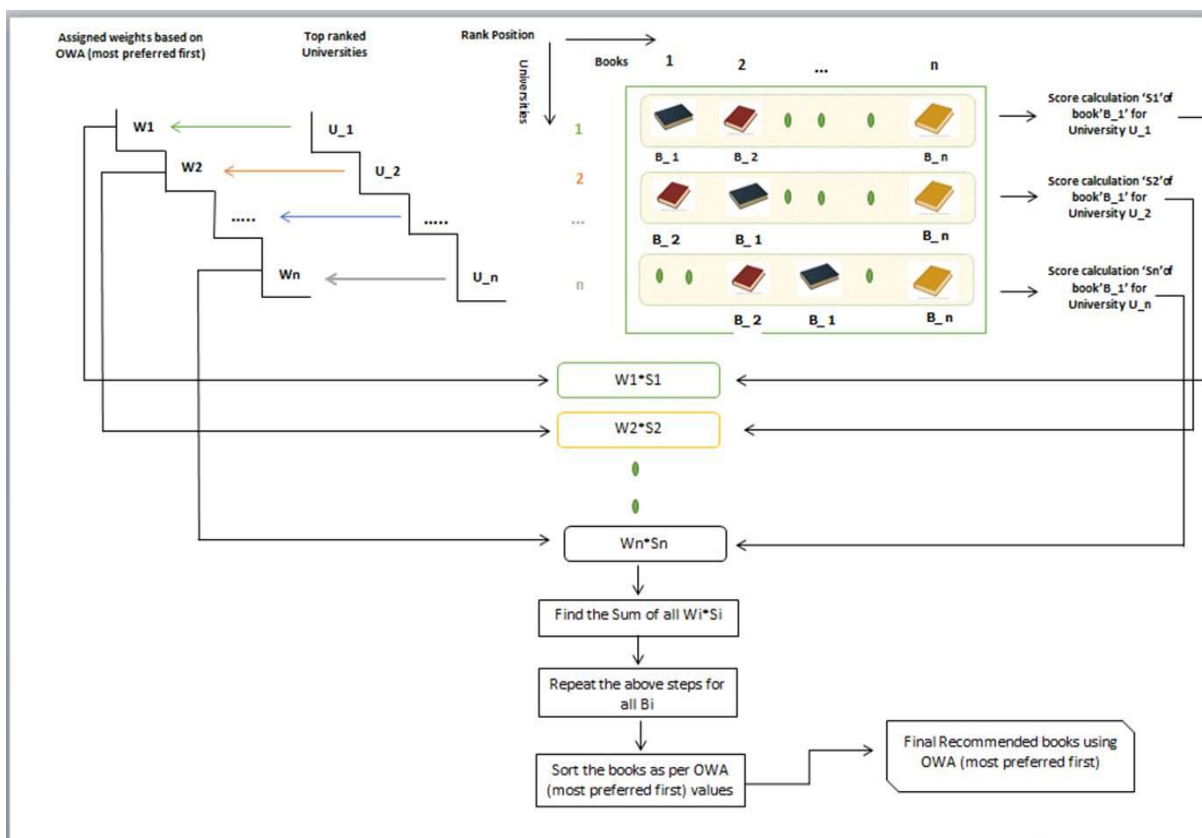 Assigned weights based on
OWA (most preferred first)
Top ranked
Universities
Rank Position
Books
Universities
1
2
...
n
1
2
...
n
W1
W2
.....
Wn
U_1
U_2
.....
U_n
B_1
B_2
B_n
B_2
B_1
B_n
B_2
B_1
B_n
Score calculation 'S1'of
book'B_1' for
University U_1
Score calculation 'S2'of
book'B_1' for
University U_2
Score calculation 'Sn'of
book'B_1' for
University U_n
W1*S1
W2*S2
Wn*Sn
Find the Sum of all Wi*Si
Repeat the above steps for
all Bi
Sort the books as per OWA
(most preferred first) values
Final Recommended books using
OWA (most preferred first)